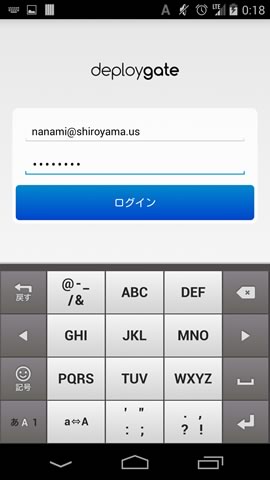 A LTE 0:18
deploygate
nanami@shiroyama.us
••••••••
ログイン
戻す @-_/& ABC DEF
GHI JKL MNO
記号 PQRS TUV WXYZ
あA1 a⇔A ' " : ; , . ? !